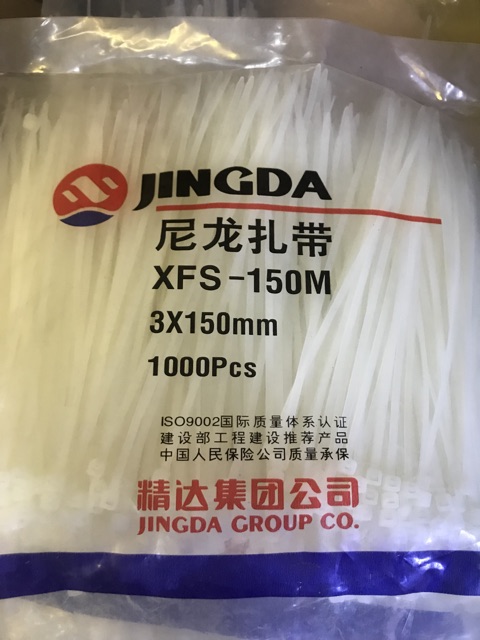 JINGDA
尼龙扎带
XFS-150M
3X150mm
1000Pcs
ISO9002国际质量体系认证
建设部工程建设推荐产品
中国人民保险公司质量承保
精达集团公司
JINGDA GROUP CO.